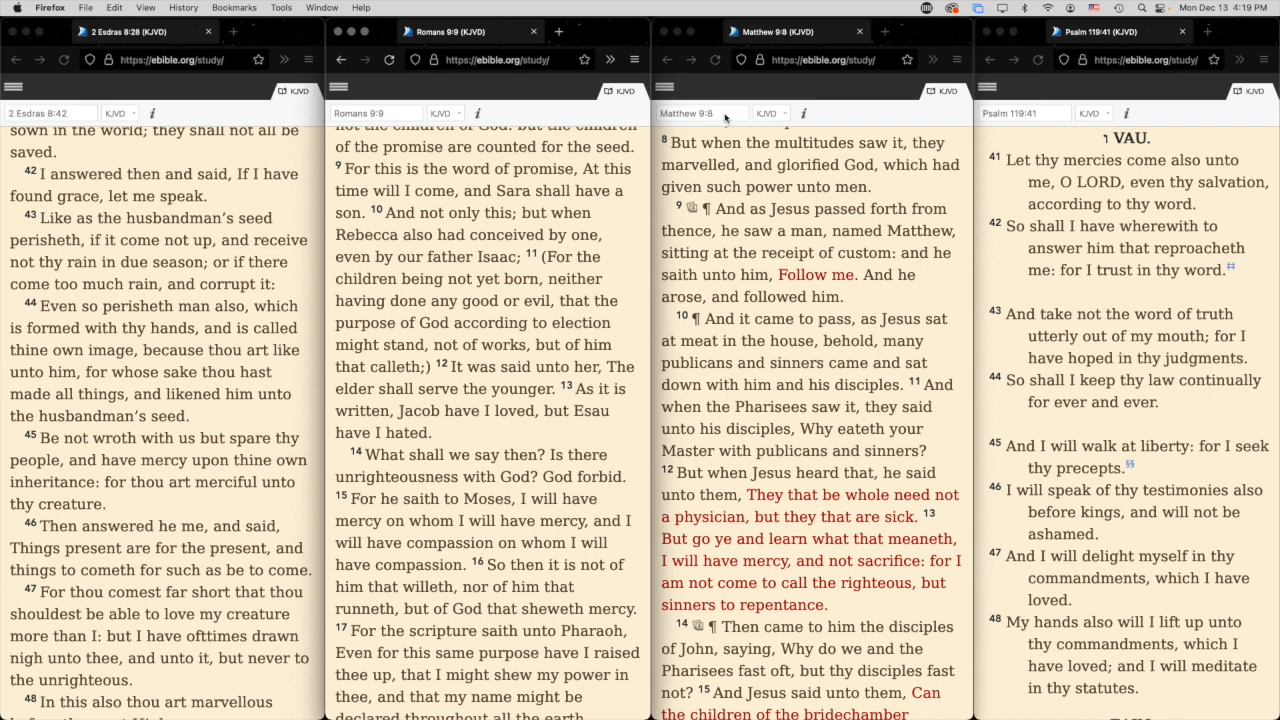 Firefox File Edit View History Bookmarks Tools Window Help Mon Dec 13 4:19 PM
2 Esdras 8:28 (KJVD)
https://ebible.org/study/
KJVD
2 Esdras 8:42 KJVD i
sown in the world; they shall not all be
saved.
42 I answered then and said, If I have
found grace, let me speak.
43 Like as the husbandman's seed
perisheth, if it come not up, and receive
not thy rain in due season; or if there
come too much rain, and corrupt it:
44 Even so perisheth man also, which
is formed with thy hands, and is called
thine own image, because thou art like
unto him, for whose sake thou hast
made all things, and likened him unto
the husbandman's seed.
45 Be not wroth with us but spare thy
people, and have mercy upon thine own
inheritance: for thou art merciful unto
thy creature.
46 Then answered he me, and said,
Things present are for the present, and
things to cometh for such as be to come.
47 For thou comest far short that thou
shouldest be able to love my creature
more than I: but I have ofttimes drawn
nigh unto thee, and unto it, but never to
the unrighteous.
48 In this also thou art marvellous
Romans 9:9 (KJVD)
https://ebible.org/study/
KJVD
Romans 9:9 KJVD i
not the children of God: but the children
of the promise are counted for the seed.
9 For this is the word of promise, At this
time will I come, and Sara shall have a
son. 10 And not only this; but when
Rebecca also had conceived by one,
even by our father Isaac; 11 (For the
children being not yet born, neither
having done any good or evil, that the
purpose of God according to election
might stand, not of works, but of him
that calleth;) 12 It was said unto her, The
elder shall serve the younger. 13 As it is
written, Jacob have I loved, but Esau
have I hated.
14 What shall we say then? Is there
unrighteousness with God? God forbid.
15 For he saith to Moses, I will have
mercy on whom I will have mercy, and I
will have compassion on whom I will
have compassion. 16 So then it is not of
him that willeth, nor of him that
runneth, but of God that sheweth mercy.
17 For the scripture saith unto Pharaoh,
Even for this same purpose have I raised
thee up, that I might shew my power in
thee, and that my name might be
declared throughout all the earth
Matthew 9:8 (KJVD)
https://ebible.org/study/
KJVD
Matthew 9:8 KJVD i
8 But when the multitudes saw it, they
marvelled, and glorified God, which had
given such power unto men.
9 ¶ And as Jesus passed forth from
thence, he saw a man, named Matthew,
sitting at the receipt of custom: and he
saith unto him, Follow me. And he
arose, and followed him.
10 ¶ And it came to pass, as Jesus sat
at meat in the house, behold, many
publicans and sinners came and sat
down with him and his disciples. 11 And
when the Pharisees saw it, they said
unto his disciples, Why eateth your
Master with publicans and sinners?
12 But when Jesus heard that, he said
unto them, They that be whole need not
a physician, but they that are sick. 13
But go ye and learn what that meaneth,
I will have mercy, and not sacrifice: for I
am not come to call the righteous, but
sinners to repentance.
14 ¶ Then came to him the disciples
of John, saying, Why do we and the
Pharisees fast oft, but thy disciples fast
not? 15 And Jesus said unto them, Can
the children of the bridechamber
Psalm 119:41 (KJVD)
https://ebible.org/study/
KJVD
Psalm 119:41 KJVD i
ו VAU.
41 Let thy mercies come also unto
me, O LORD, even thy salvation,
according to thy word.
42 So shall I have wherewith to
answer him that reproacheth
me: for I trust in thy word.‡‡
43 And take not the word of truth
utterly out of my mouth; for I
have hoped in thy judgments.
44 So shall I keep thy law continually
for ever and ever.
45 And I will walk at liberty: for I seek
thy precepts.§§
46 I will speak of thy testimonies also
before kings, and will not be
ashamed.
47 And I will delight myself in thy
commandments, which I have
loved.
48 My hands also will I lift up unto
thy commandments, which I
have loved; and I will meditate
in thy statutes.